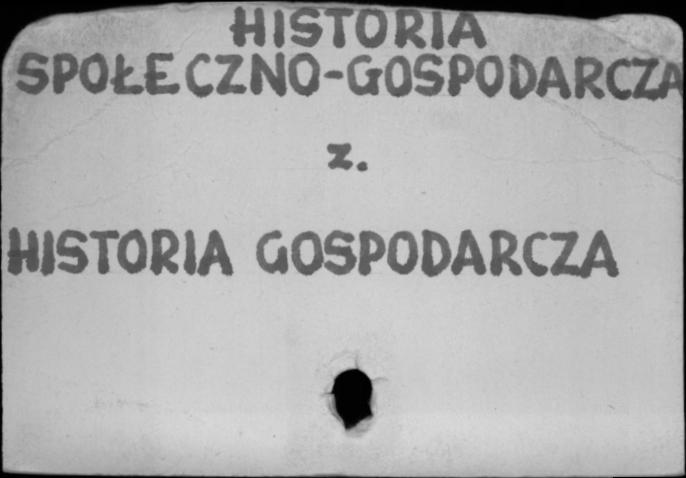 HISTORIA
SPOŁECZNO-GOSPODARCZA
z.
HISTORIA GOSPODARCZA